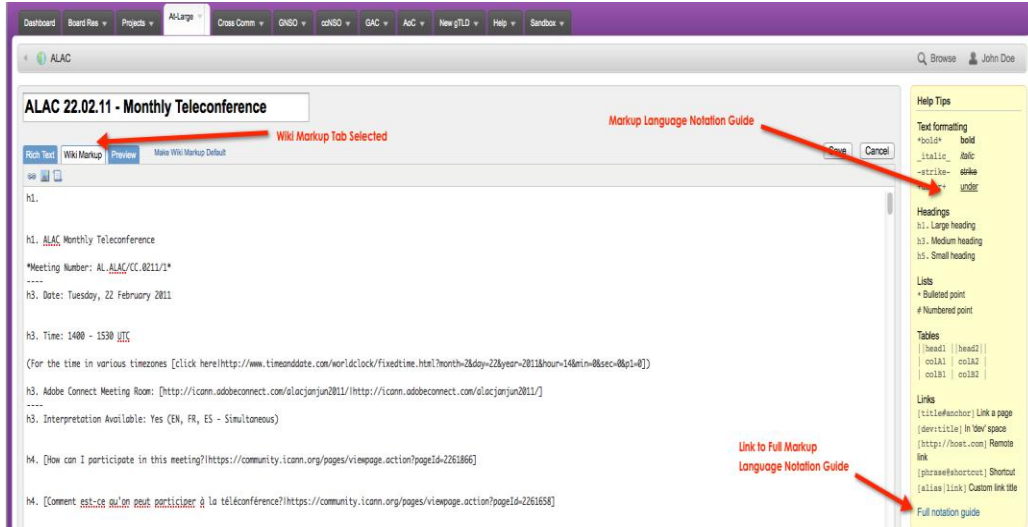 Dashboard Board Res Projects At-Large Cross Comm GNSO ccNSO GAC AoC New gTLD Help Sandbox
ALAC
Browse John Doe
ALAC 22.02.11 - Monthly Teleconference
Wiki Markup Tab Selected
Markup Language Notation Guide
Rich Text Wiki Markup Preview Make Wiki Markup Default
Save Cancel
h1.
h1. ALAC Monthly Teleconference
*Meeting Number: AL.ALAC/CC.0211/1*
----
h3. Date: Tuesday, 22 February 2011
h3. Time: 1400 - 1530 UTC
(For the time in various timezones [click here|http://www.timeanddate.com/worldclock/fixedtime.html?month=2&day=22&year=2011&hour=14&min=0&sec=0&p1=0])
h3. Adobe Connect Meeting Room: [http://icann.adobeconnect.com/alacjanjun2011/|http://icann.adobeconnect.com/alacjanjun2011/]
----
h3. Interpretation Available: Yes (EN, FR, ES - Simultaneous)
h4. [How can I participate in this meeting?|https://community.icann.org/pages/viewpage.action?pageId=2261866]
h4. [Comment est-ce qu'on peut participer à la téléconférence?|https://community.icann.org/pages/viewpage.action?pageId=2261658]
Link to Full Markup
Language Notation Guide
Help Tips
Text formatting
*bold* bold
_italic_ italic
-strike- strike
under
Headings
h1. Large heading
h3. Medium heading
h5. Small heading
Lists
* Bulleted point
# Numbered point
Tables
||head1 ||head2||
| colA1 | colA2 |
| colB1 | colB2 |
Links
[title#anchor] Link a page
[dev:title] In 'dev' space
[http://host.com] Remote
link
[phrase@shortcut] Shortcut
[alias|link] Custom link title
Full notation guide